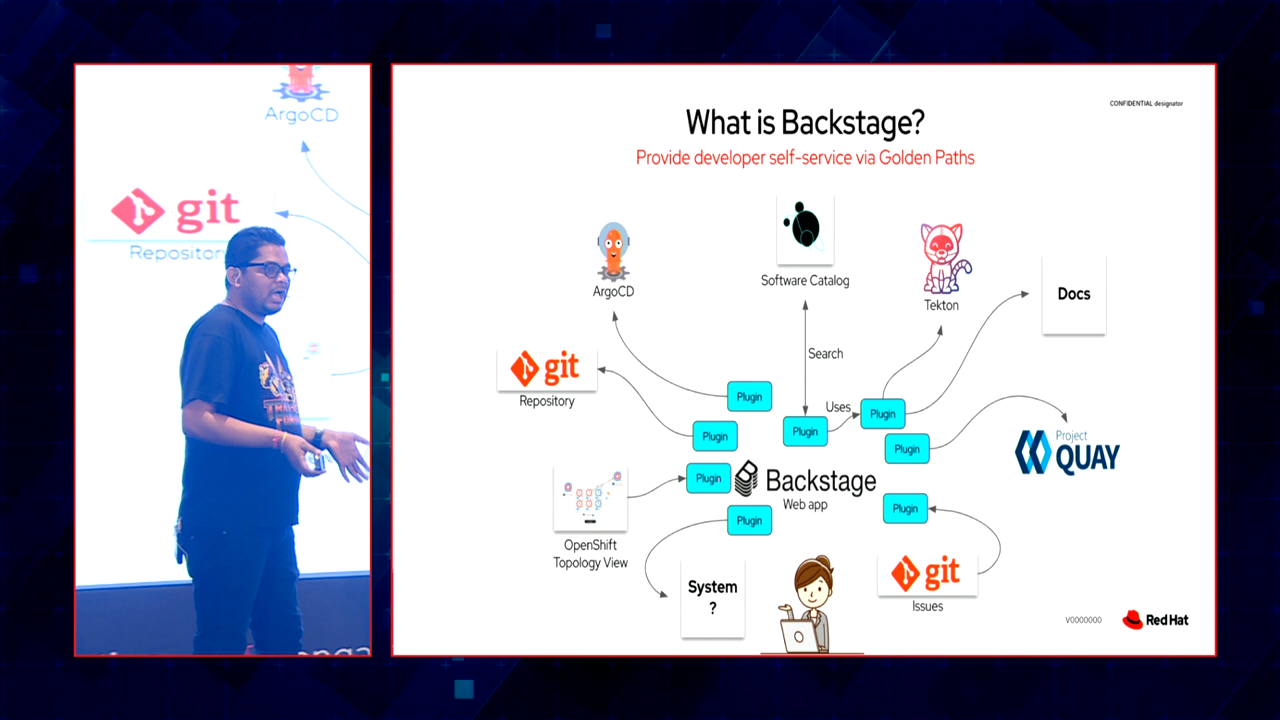 ArgoCD
git
Repository
CONFIDENTIAL designator
What is Backstage?
Provide developer self-service via Golden Paths
ArgoCD
Software Catalog
Tekton
Docs
git
Repository
Search
Uses
Plugin
Plugin
Plugin
Plugin
Plugin
Plugin
Plugin
Plugin
Backstage
Web app
Project
QUAY
OpenShift
Topology View
System
?
git
Issues
V0000000
Red Hat